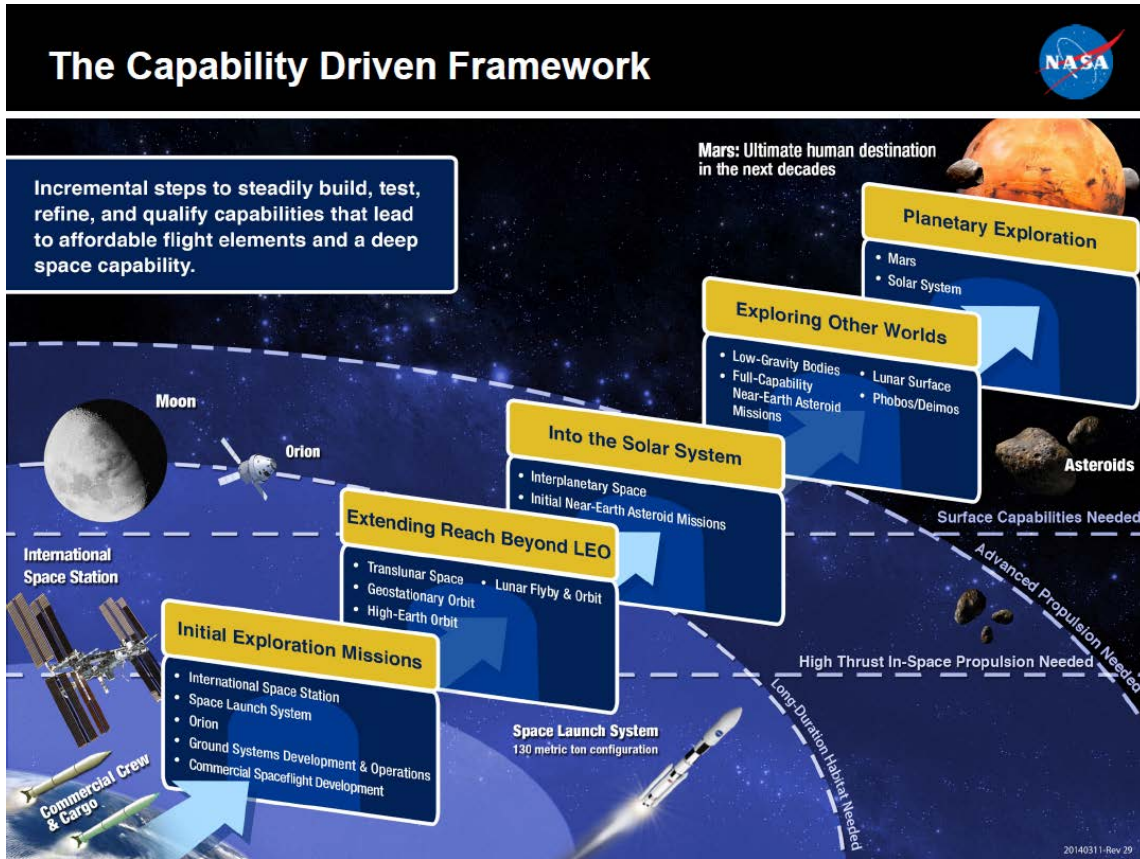 The Capability Driven Framework
NASA
Incremental steps to steadily build, test,
refine, and qualify capabilities that lead
to affordable flight elements and a deep
space capability.
Mars: Ultimate human destination
in the next decades
Planetary Exploration
• Mars
• Solar System
Exploring Other Worlds
• Low-Gravity Bodies
• Full-Capability
Near-Earth Asteroid
Missions
• Lunar Surface
• Phobos/Deimos
Into the Solar System
• Interplanetary Space
• Initial Near-Earth Asteroid Missions
Extending Reach Beyond LEO
• Translunar Space
• Geostationary Orbit
• High-Earth Orbit
• Lunar Flyby & Orbit
Initial Exploration Missions
• International Space Station
• Space Launch System
• Orion
• Ground Systems Development & Operations
• Commercial Spaceflight Development
Moon
Orion
Asteroids
International
Space Station
Surface Capabilities Needed
Advanced Propulsion Needed
High Thrust In-Space Propulsion Needed
Long-Duration Habitat Needed
Space Launch System
130 metric ton configuration
Commercial Crew
& Cargo
20140311-Rev 29